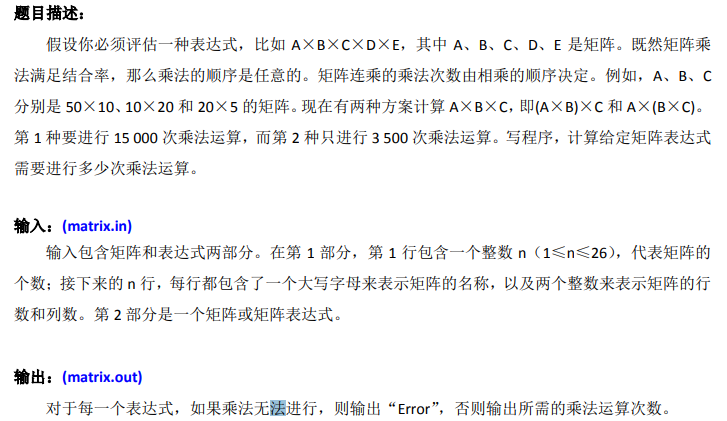 题目描述：
假设你必须评估一种表达式，比如 A×B×C×D×E，其中 A、B、C、D、E 是矩阵。既然矩阵乘
法满足结合率，那么乘法的顺序是任意的。矩阵连乘的乘法次数由相乘的顺序决定。例如，A、B、C
分别是 50×10、10×20 和 20×5 的矩阵。现在有两种方案计算 A×B×C，即(A×B)×C 和 A×(B×C)。
第 1 种要进行 15 000 次乘法运算，而第 2 种只进行 3 500 次乘法运算。写程序，计算给定矩阵表达式
需要进行多少次乘法运算。
输入：(matrix.in)
输入包含矩阵和表达式两部分。在第 1 部分，第 1 行包含一个整数 n（1≤n≤26），代表矩阵的
个数；接下来的 n 行，每行都包含了一个大写字母来表示矩阵的名称，以及两个整数来表示矩阵的行
数和列数。第 2 部分是一个矩阵或矩阵表达式。
输出：(matrix.out)
对于每一个表达式，如果乘法无法进行，则输出“Error”，否则输出所需的乘法运算次数。